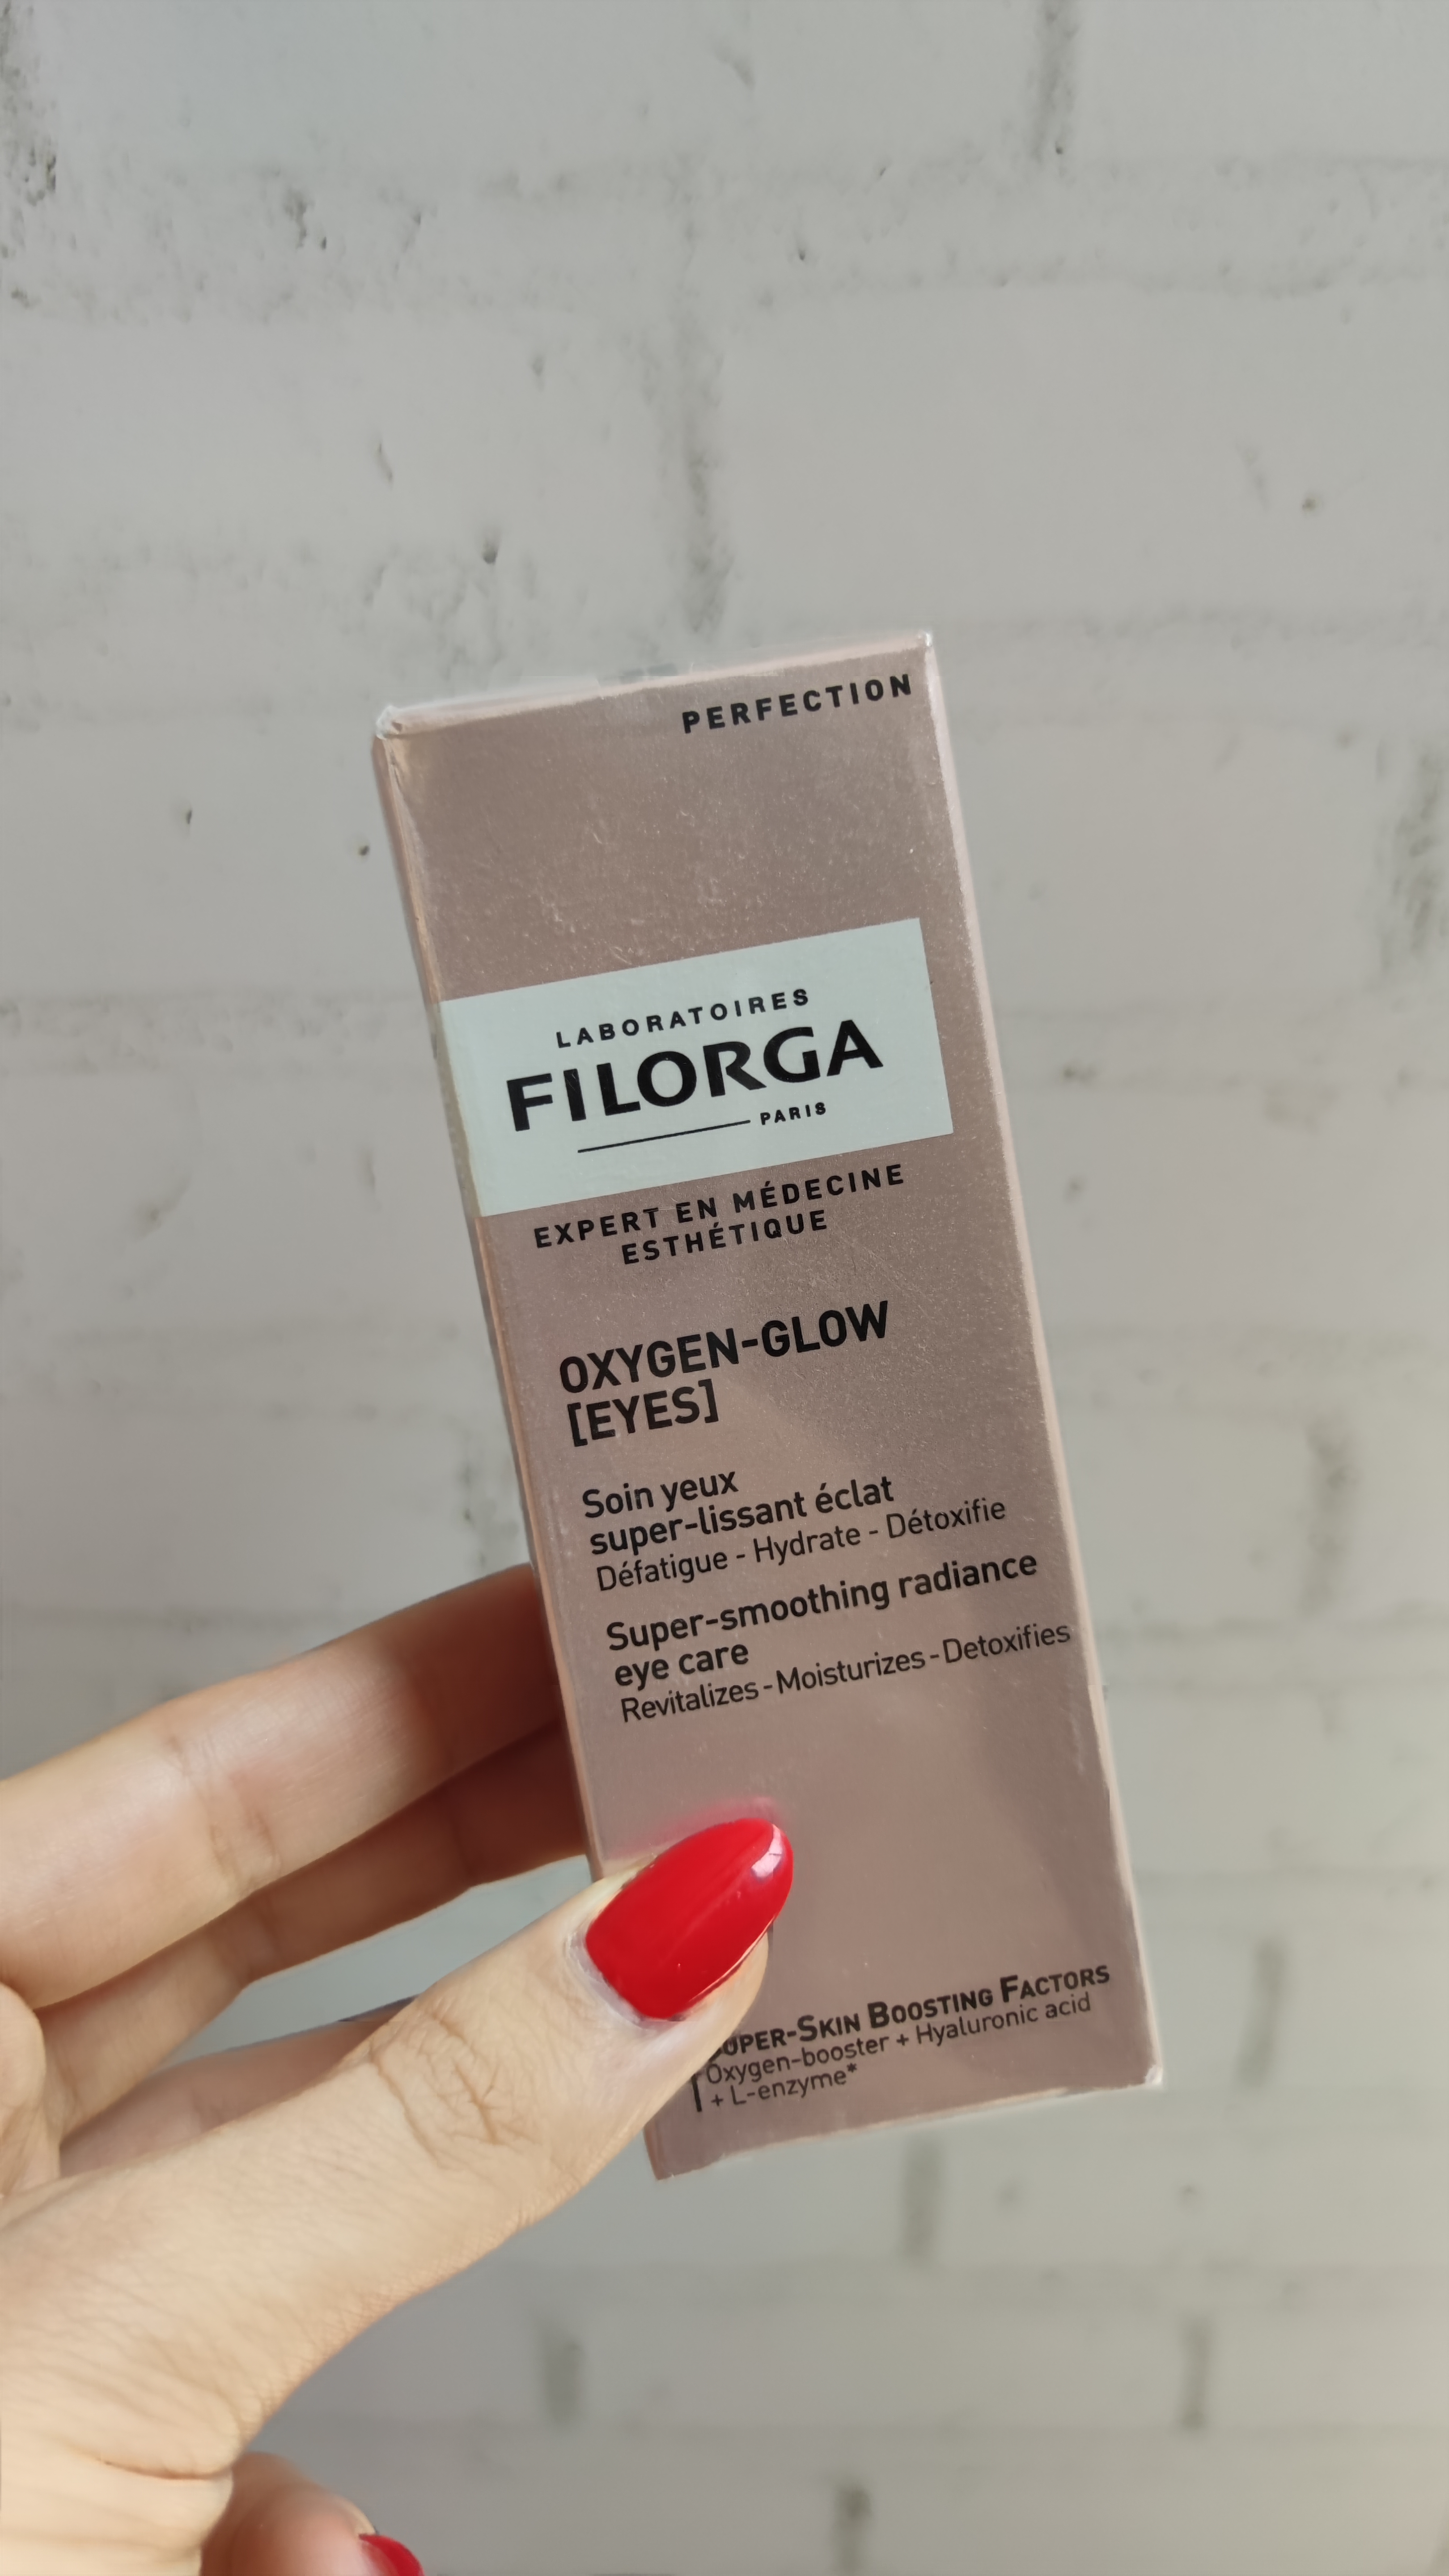 PERFECTION
LABORATOIRES
FILORGA
PARIS
EXPERT EN MÉDECINE
ESTHÉTIQUE
OXYGEN-GLOW
[EYES]
Soin yeux
super-lissant éclat
Défatigue - Hydrate - Détoxifie
Super-smoothing radiance
eye care
Revitalizes - Moisturizes - Detoxifies
SUPER-SKIN BOOSTING FACTORS
Oxygen-booster + Hyaluronic acid
+ L-enzyme*